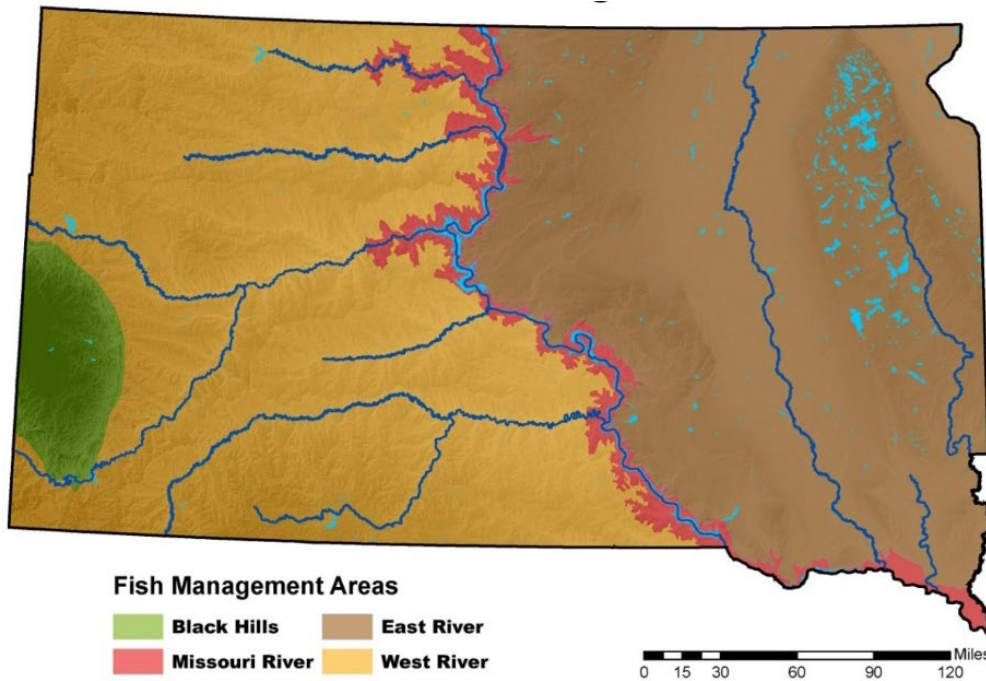 Fish Management Areas
Black Hills
East River
Missouri River
West River
Miles
0 15 30 60 90 120